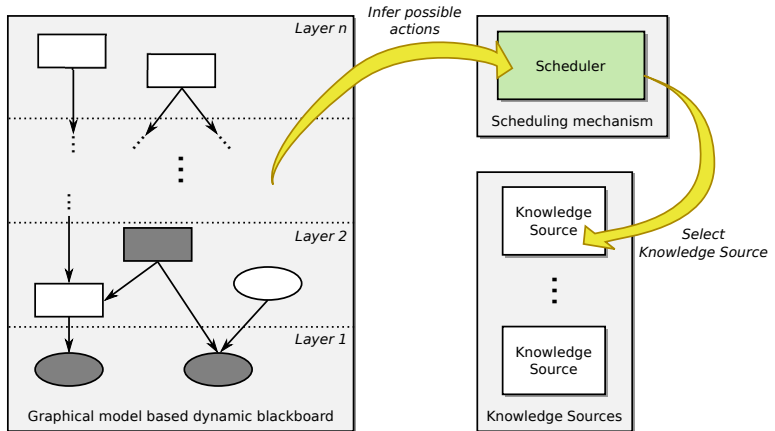 Layer n
Infer possible
actions
Scheduler
Scheduling mechanism
Layer 2
Knowledge
Source
Select
Knowledge Source
Layer 1
Knowledge
Source
Graphical model based dynamic blackboard
Knowledge Sources